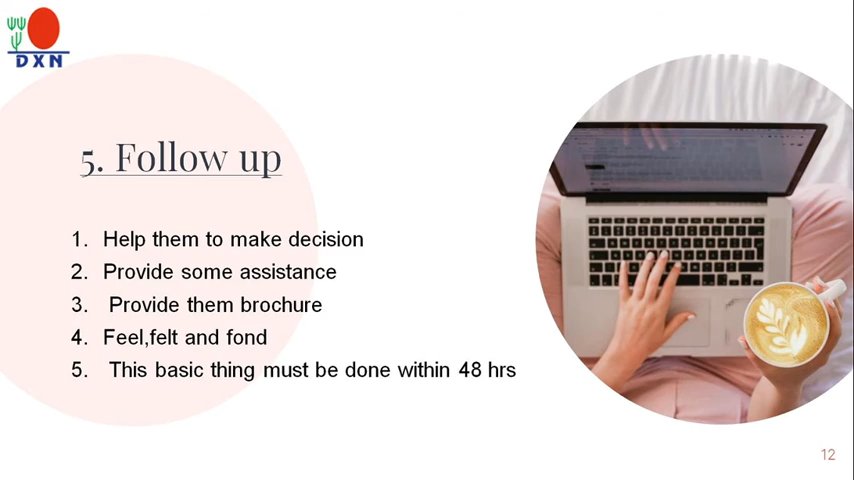 DXN
5. Follow up
1. Help them to make decision
2. Provide some assistance
3. Provide them brochure
4. Feel,felt and fond
5. This basic thing must be done within 48 hrs
12